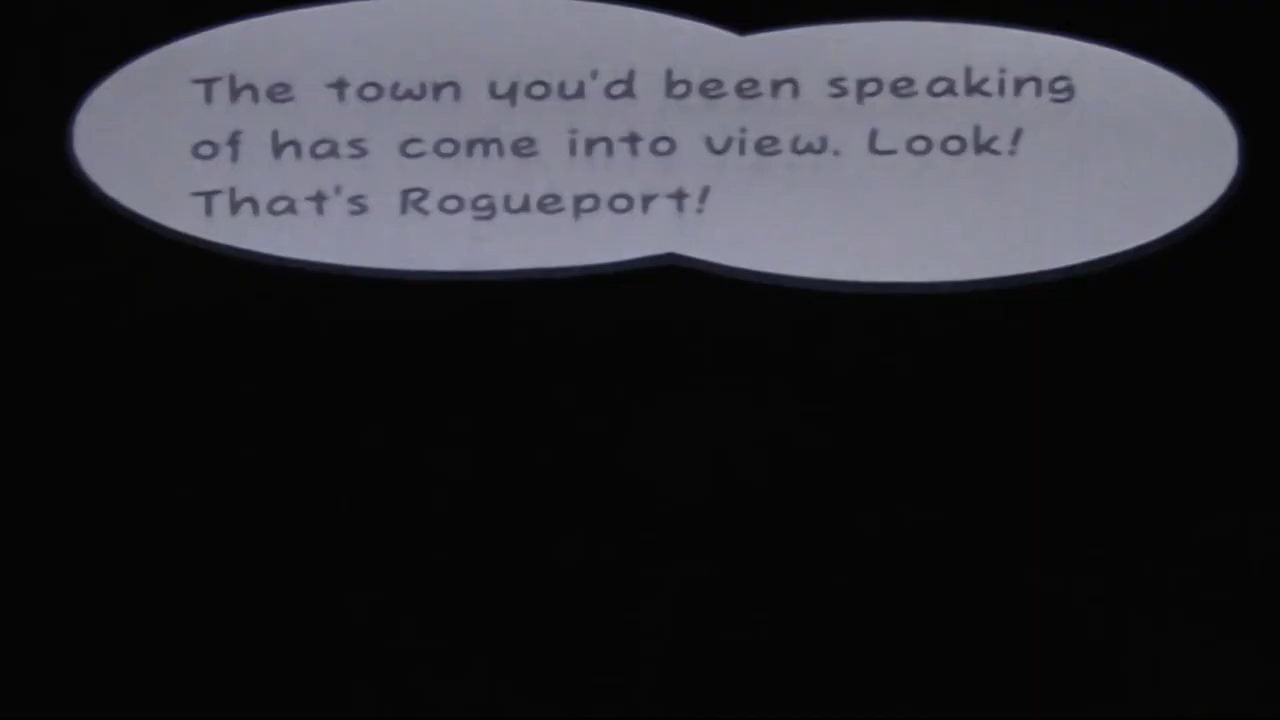 The town you'd been speaking
of has come into view. Look!
That's Rogueport!